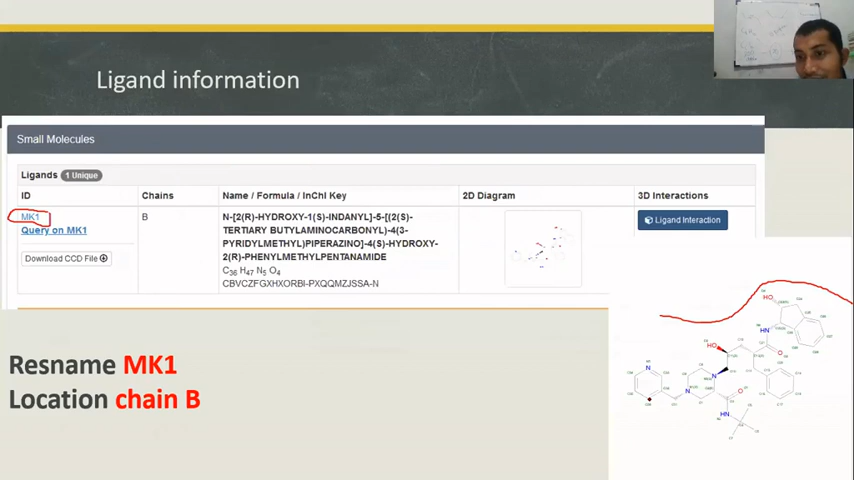 Ligand information
Small Molecules
Ligands 1 Unique
ID Chains Name / Formula / InChI Key 2D Diagram 3D Interactions
MK1 B N-[2(R)-HYDROXY-1(S)-INDANYL]-5-[(2(S)- Ligand Interaction
Query on MK1 TERTIARY BUTYLAMINOCARBONYL)-4(3-
PYRIDYLMETHYL)PIPERAZINO]-4(S)-HYDROXY-
2(R)-PHENYLMETHYLPENTANAMIDE
Download CCD File C36 H47 N5 O4
CBVCZFGXHXORBI-PXQQMZJSSA-N
HO
HN
HO
O
N
N
N
O
HN
Resname MK1
Location chain B